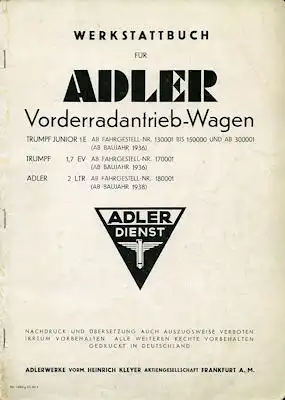 WERKSTATTBUCH
FÜR
ADLER
Vorderradantrieb-Wagen
TRUMPF JUNIOR 1 E AB FAHRGESTELL-NR. 130001 BIS 150000 UND AB 300001
(AB BAUJAHR 1936)
TRUMPF 1,7 EV AB FAHRGESTELL-NR. 170001
(AB BAUJAHR 1936)
ADLER 2 LTR AB FAHRGESTELL-NR. 180001
(AB BAUJAHR 1938)
ADLER
DIENST
NACHDRUCK UND ÜBERSETZUNG AUCH AUSZUGSWEISE VERBOTEN
IRRTUM VORBEHALTEN ALLE WEITEREN RECHTE VORBEHALTEN
GEDRUCKT IN DEUTSCHLAND
ADLERWERKE VORM. HEINRICH KLEYER AKTIENGESELLSCHAFT FRANKFURT A. M.